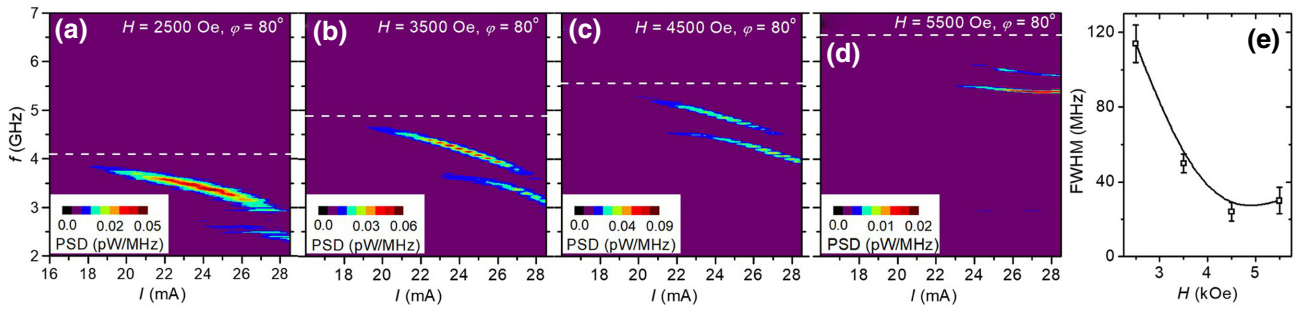 (a) H = 2500 Oe, φ = 80°
(b) H = 3500 Oe, φ = 80°
(c) H = 4500 Oe, φ = 80°
(d) H = 5500 Oe, φ = 80°
(e)
7
6
5
4
3
2
f (GHz)
0.0 0.02 0.05
PSD (pW/MHz)
0.0 0.03 0.06
PSD (pW/MHz)
0.0 0.04 0.09
PSD (pW/MHz)
0.0 0.01 0.02
PSD (pW/MHz)
16 18 20 22 24 26 28
I (mA)
16 18 20 22 24 26 28
I (mA)
16 18 20 22 24 26 28
I (mA)
16 18 20 22 24 26 28
I (mA)
120
80
40
0
FWHM (MHz)
3 4 5
H (kOe)